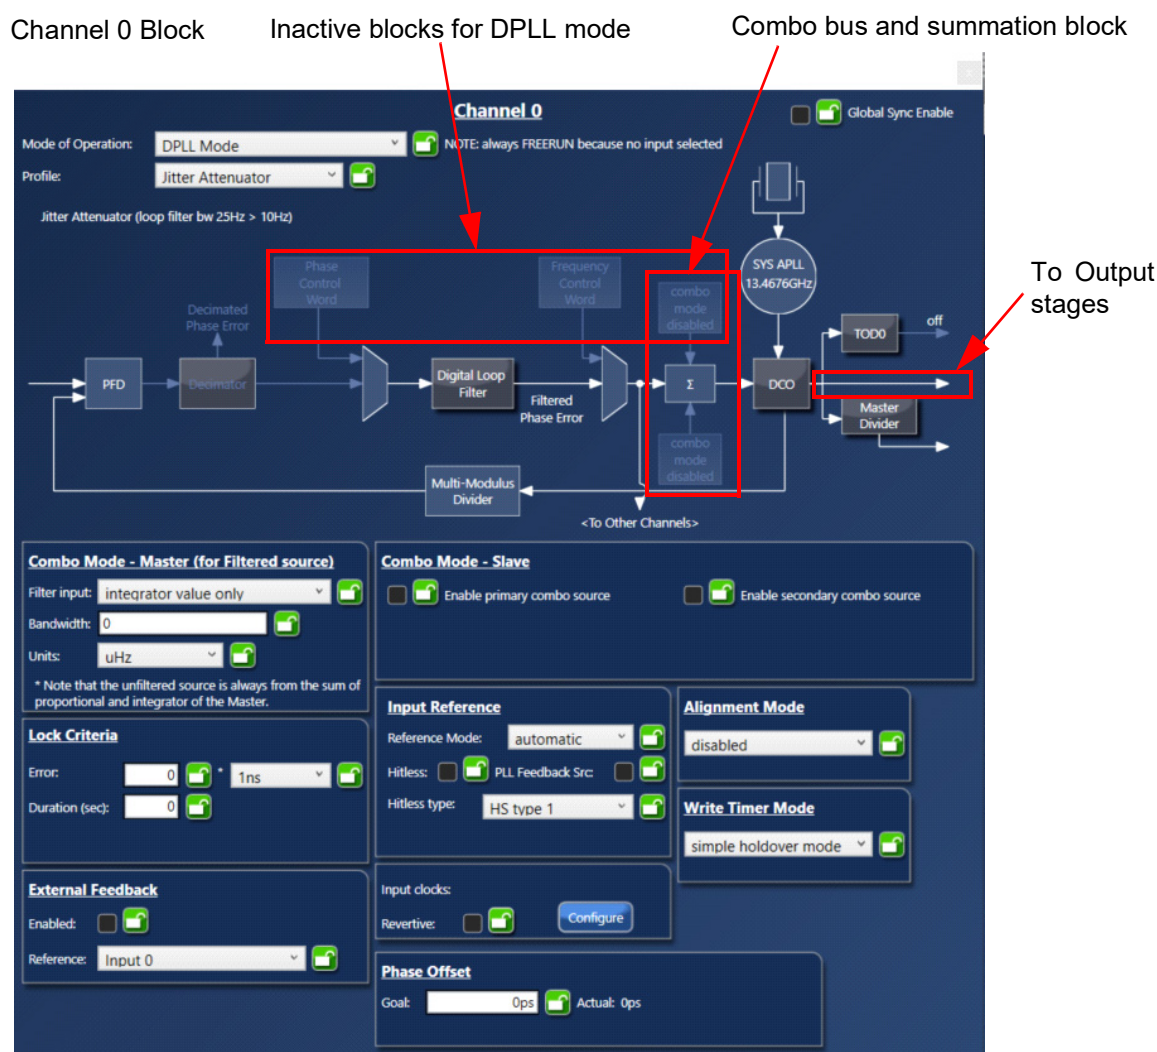 Channel 0 Block
Inactive blocks for DPLL mode
Combo bus and summation block
Channel 0
Global Sync Enable
Mode of Operation:
DPLL Mode
NOTE: always FREERUN because no input selected
Profile:
Jitter Attenuator
Jitter Attenuator (loop filter bw 25Hz > 10Hz)
Phase
Control
Word
Frequency
Control
Word
SYS APLL
13.4676GHz
To Output
stages
combo
mode
disabled
Decimated
Phase Error
TOD0
off
PFD
Decimator
Digital Loop
Filter
Filtered
Phase Error
Σ
DCO
Master
Divider
combo
mode
disabled
Multi-Modulus
Divider
<To Other Channels>
Combo Mode - Master (for Filtered source)
Filter input:
integrator value only
Bandwidth:
0
Units:
uHz
* Note that the unfiltered source is always from the sum of
proportional and integrator of the Master.
Combo Mode - Slave
Enable primary combo source
Enable secondary combo source
Lock Criteria
Error:
0
*
1ns
Duration (sec):
0
Input Reference
Reference Mode:
automatic
Hitless:
PLL Feedback Src:
Hitless type:
HS type 1
Alignment Mode
disabled
Write Timer Mode
simple holdover mode
External Feedback
Enabled:
Reference:
Input 0
Input clocks:
Revertive:
Configure
Phase Offset
Goal:
0ps
Actual: 0ps